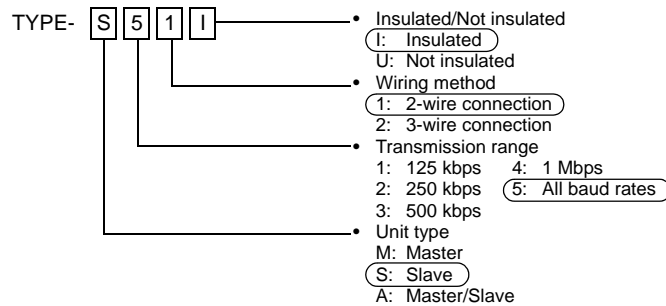 TYPE- S 5 1 I
• Insulated/Not insulated
I: Insulated
U: Not insulated
• Wiring method
1: 2-wire connection
2: 3-wire connection
• Transmission range
1: 125 kbps 4: 1 Mbps
2: 250 kbps 5: All baud rates
3: 500 kbps
• Unit type
M: Master
S: Slave
A: Master/Slave